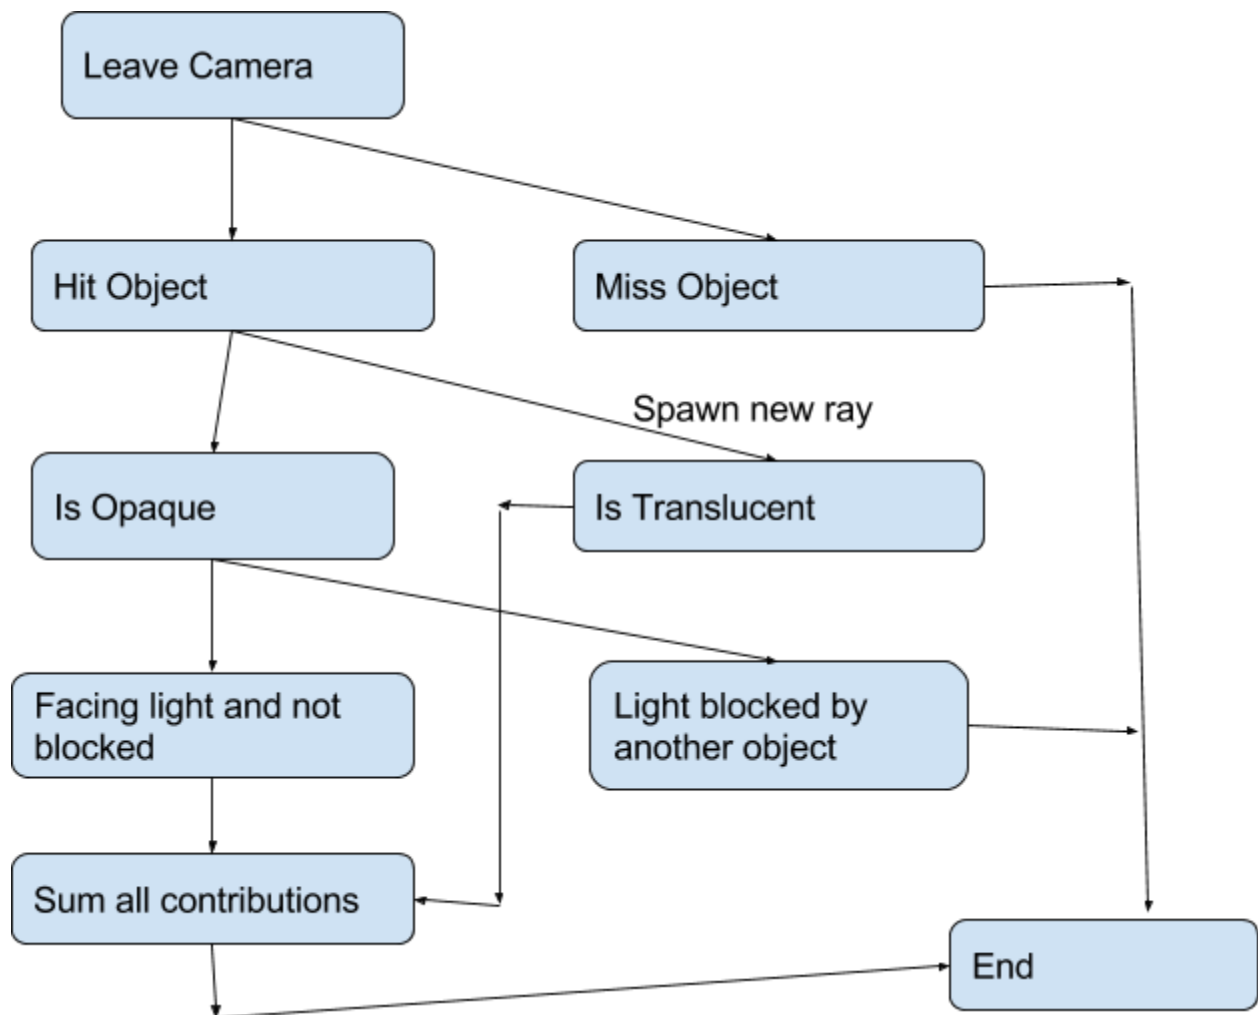 Leave Camera
Hit Object
Miss Object
Spawn new ray
Is Opaque
Is Translucent
Facing light and not
blocked
Light blocked by
another object
Sum all contributions
End